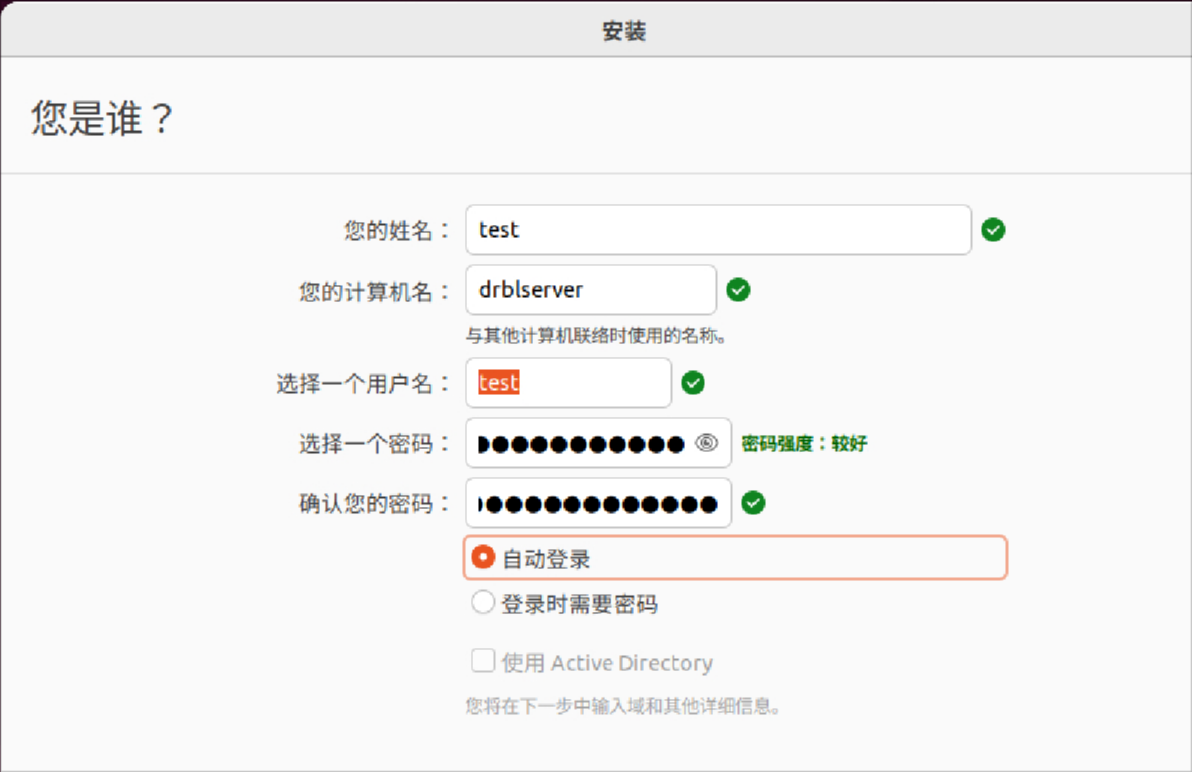 安装
您是谁？
您的姓名： test
您的计算机名： drblserver
与其他计算机联络时使用的名称。
选择一个用户名： test
选择一个密码： ●●●●●●●●●●● 密码强度：较好
确认您的密码： ●●●●●●●●●●●●●
自动登录
登录时需要密码
使用 Active Directory
您将在下一步中输入域和其他详细信息。